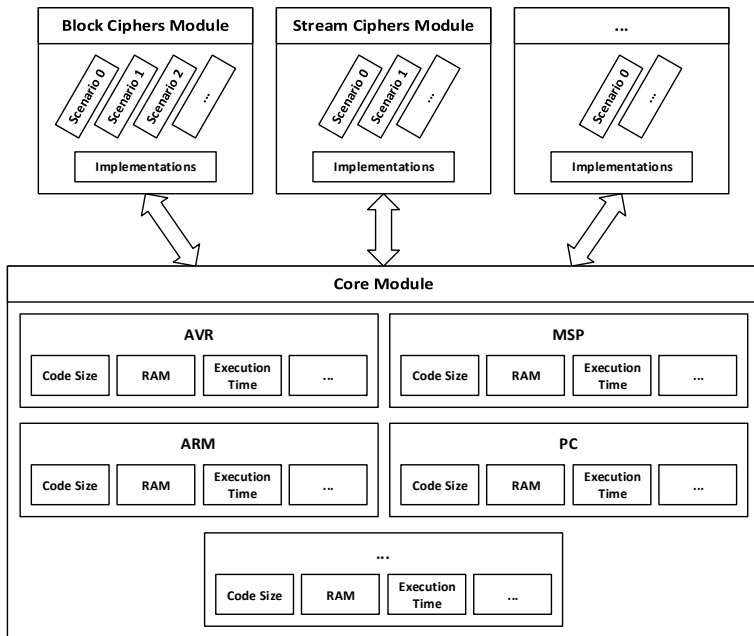 Block Ciphers Module
Scenario 0
Scenario 1
Scenario 2
...
Implementations
Stream Ciphers Module
Scenario 0
Scenario 1
...
Implementations
...
Scenario 0
...
Implementations
Core Module
AVR
Code Size
RAM
Execution
Time
...
MSP
Code Size
RAM
Execution
Time
...
ARM
Code Size
RAM
Execution
Time
...
PC
Code Size
RAM
Execution
Time
...
...
Code Size
RAM
Execution
Time
...